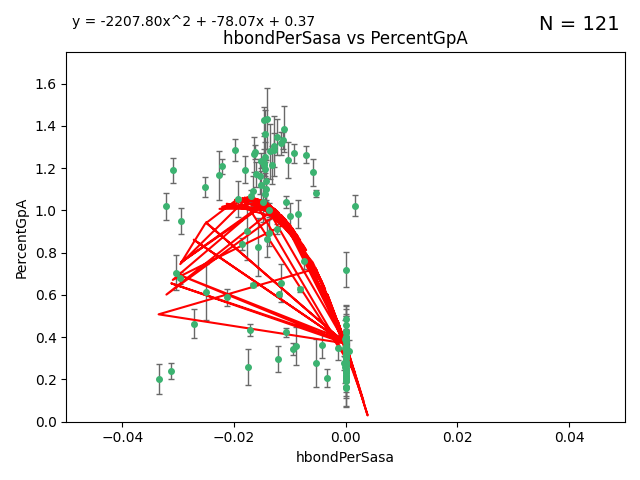 y = -2207.80x^2 + -78.07x + 0.37
N = 121
hbondPerSasa vs PercentGpA
PercentGpA
1.6
1.4
1.2
1.0
0.8
0.6
0.4
0.2
0.0
−0.04
−0.02
0.00
0.02
0.04
hbondPerSasa